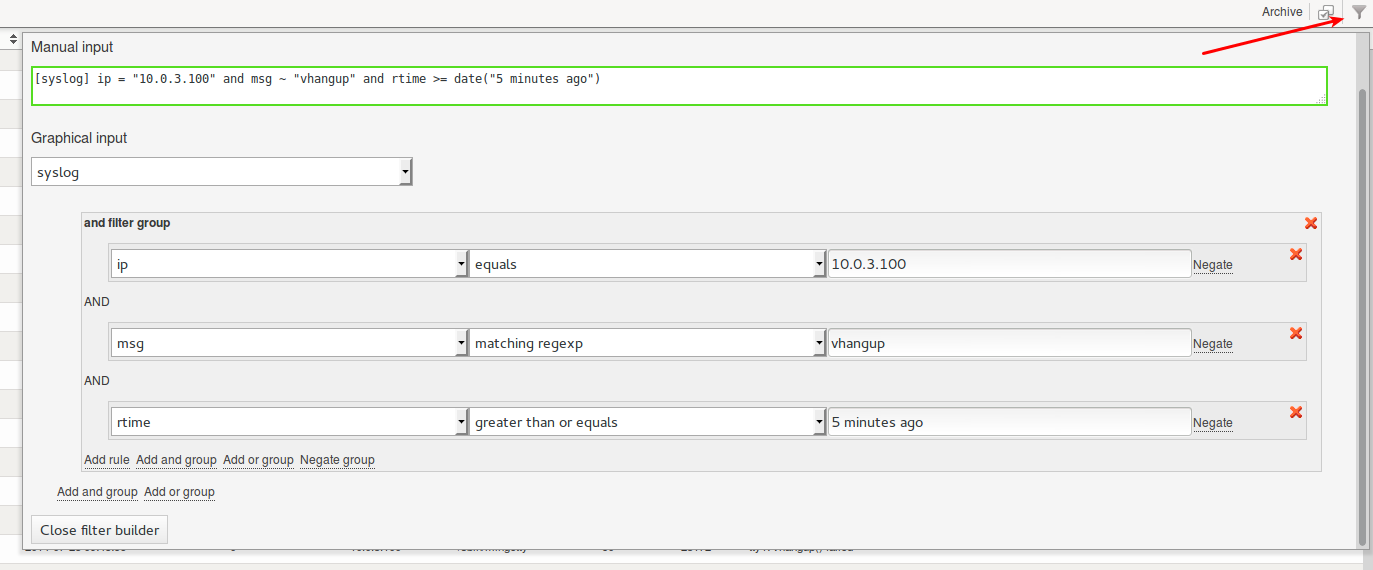 Archive
Manual input
[syslog] ip = "10.0.3.100" and msg ~ "vhangup" and rtime >= date("5 minutes ago")
Graphical input
syslog
and filter group
ip equals 10.0.3.100 Negate
AND
msg matching regexp vhangup Negate
AND
rtime greater than or equals 5 minutes ago Negate
Add rule Add and group Add or group Negate group
Add and group Add or group
Close filter builder